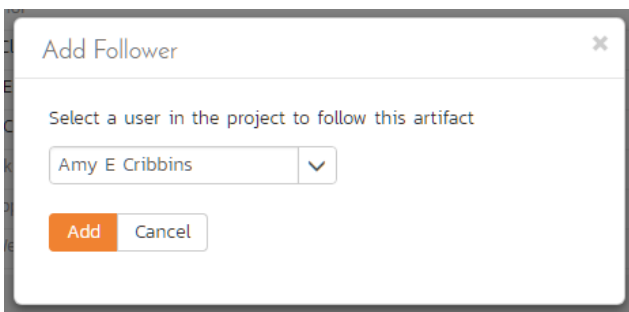 Add Follower
Select a user in the project to follow this artifact
Amy E Cribbins
Add Cancel